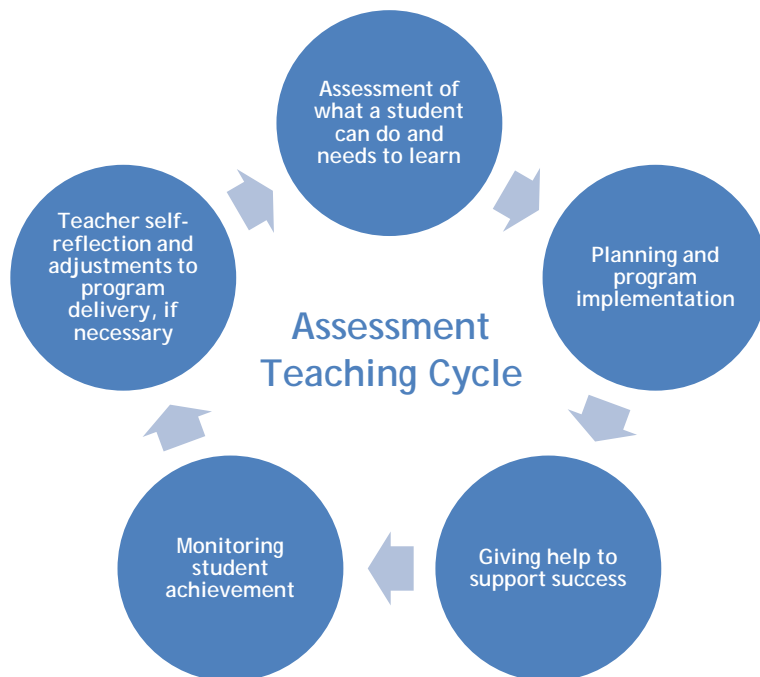 Assessment of
what a student
can do and
needs to learn
Planning and
program
implementation
Giving help to
support success
Monitoring
student
achievement
Teacher self-
reflection and
adjustments to
program
delivery, if
necessary
Assessment
Teaching Cycle